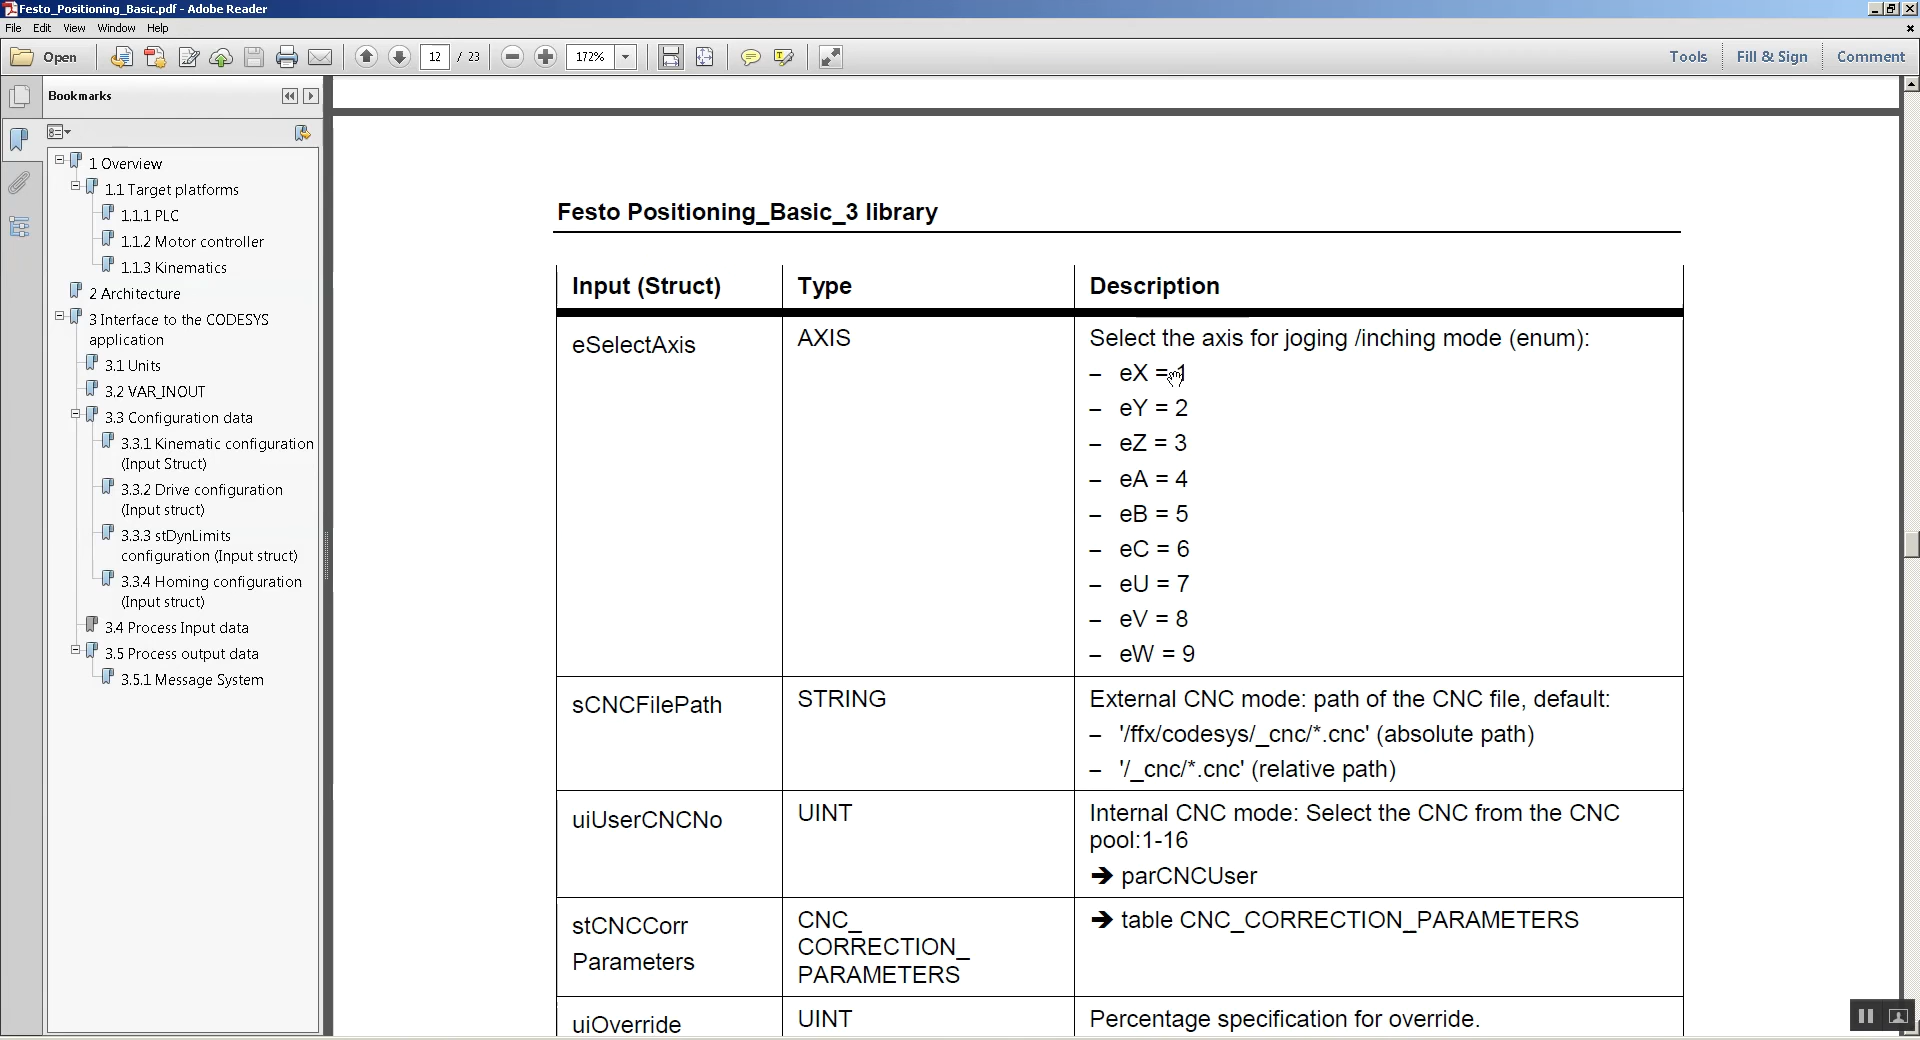 Festo_Positioning_Basic.pdf - Adobe Reader
File Edit View Window Help
Open 12 / 23 172% Tools Fill & Sign Comment
Bookmarks
1 Overview
1.1 Target platforms
1.1.1 PLC
1.1.2 Motor controller
1.1.3 Kinematics
2 Architecture
3 Interface to the CODESYS
application
3.1 Units
3.2 VAR_INOUT
3.3 Configuration data
3.3.1 Kinematic configuration
(Input Struct)
3.3.2 Drive configuration
(Input struct)
3.3.3 stDynLimits
configuration (Input struct)
3.3.4 Homing configuration
(Input struct)
3.4 Process Input data
3.5 Process output data
3.5.1 Message System
Festo Positioning_Basic_3 library
Input (Struct) Type Description
eSelectAxis AXIS Select the axis for joging /inching mode (enum):
– eX = 1
– eY = 2
– eZ = 3
– eA = 4
– eB = 5
– eC = 6
– eU = 7
– eV = 8
– eW = 9
sCNCFilePath STRING External CNC mode: path of the CNC file, default:
– '/ffx/codesys/_cnc/*.cnc' (absolute path)
– '/_cnc/*.cnc' (relative path)
uiUserCNCNo UINT Internal CNC mode: Select the CNC from the CNC
pool:1-16
➔ parCNCUser
stCNCCorr CNC_ ➔ table CNC_CORRECTION_PARAMETERS
Parameters CORRECTION_
PARAMETERS
uiOverride UINT Percentage specification for override.